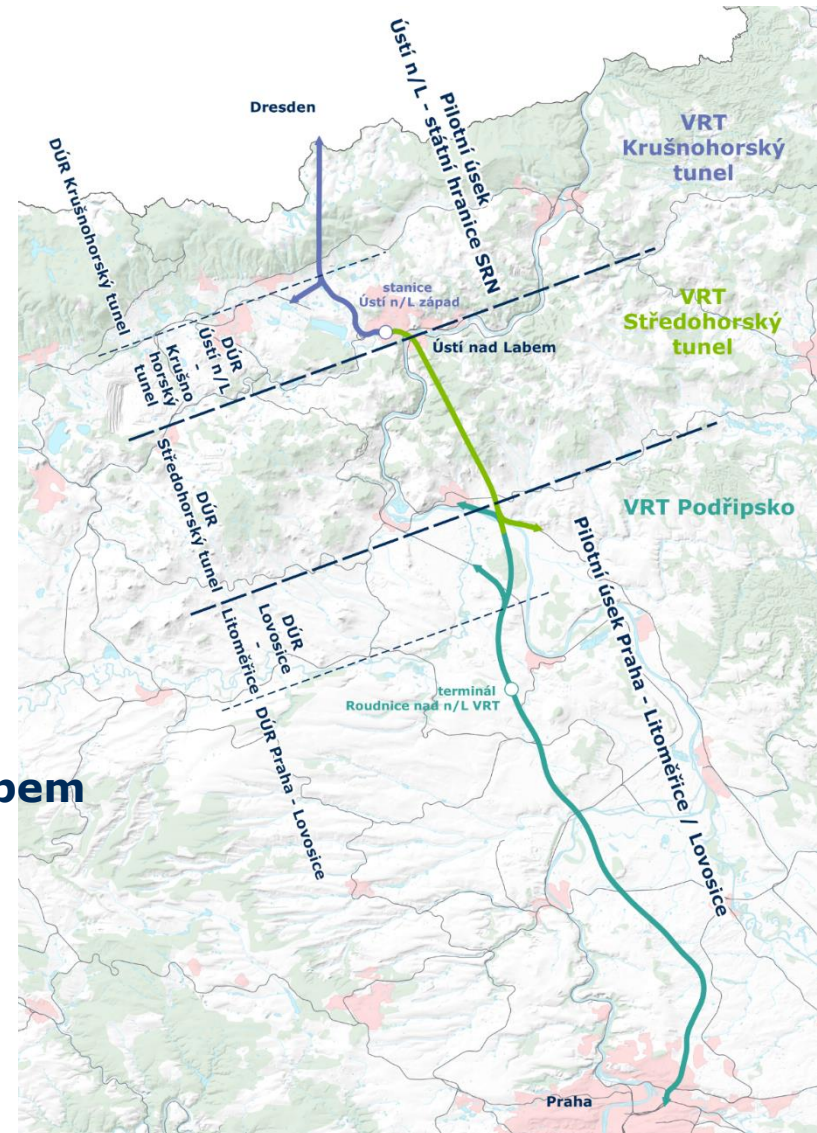 Dresden
Pilotní úsek
Ústí n/L - státní hranice SRN
VRT
Krušnohorský
tunel
DÚR Krušnohorský tunel
stanice
Ústí n/L západ
DÚR
Ústí n/L
-
Krušno
horský
tunel
VRT
Středohorský
tunel
Ústí nad Labem
DÚR
Středohorský tunel
VRT Podřipsko
DÚR
Lovosice
-
Litoměřice
terminál
Roudnice nad n/L VRT
Pilotní úsek Praha - Litoměřice / Lovosice
DÚR Praha - Lovosice
bem
Praha